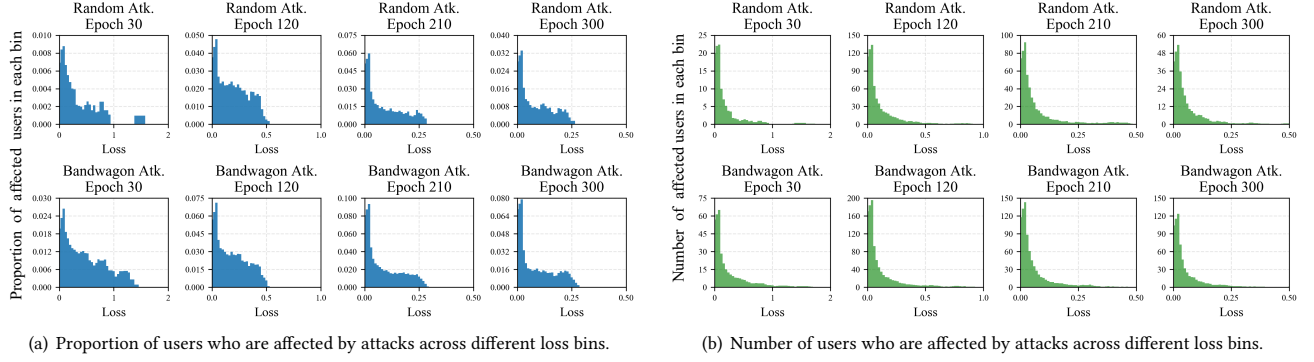 Random Atk.
Epoch 30
Random Atk.
Epoch 120
Random Atk.
Epoch 210
Random Atk.
Epoch 300
0.010
0.008
0.006
0.004
0.002
0.000
0 1 2
Loss
0.050
0.040
0.030
0.020
0.010
0.000
0.0 0.5 1.0
Loss
0.075
0.060
0.045
0.030
0.015
0.000
0.00 0.25 0.50
Loss
0.040
0.032
0.024
0.016
0.008
0.000
0.00 0.25 0.50
Loss
Proportion of affected users in each bin
Bandwagon Atk.
Epoch 30
Bandwagon Atk.
Epoch 120
Bandwagon Atk.
Epoch 210
Bandwagon Atk.
Epoch 300
0.030
0.024
0.018
0.012
0.006
0.000
0 1 2
Loss
0.075
0.060
0.045
0.030
0.015
0.000
0.0 0.5 1.0
Loss
0.100
0.080
0.060
0.040
0.020
0.000
0.00 0.25 0.50
Loss
0.080
0.064
0.048
0.032
0.016
0.000
0.00 0.25 0.50
Loss
(a) Proportion of users who are affected by attacks across different loss bins.
Random Atk.
Epoch 30
Random Atk.
Epoch 120
Random Atk.
Epoch 210
Random Atk.
Epoch 300
25
20
15
10
5
0
0 1 2
Loss
150
120
90
60
30
0
0.0 0.5 1.0
Loss
100
80
60
40
20
0
0.00 0.25 0.50
Loss
60
48
36
24
12
0
0.00 0.25 0.50
Loss
Number of affected users in each bin
Bandwagon Atk.
Epoch 30
Bandwagon Atk.
Epoch 120
Bandwagon Atk.
Epoch 210
Bandwagon Atk.
Epoch 300
75
60
45
30
15
0
0 1 2
Loss
200
160
120
80
40
0
0.0 0.5 1.0
Loss
150
120
90
60
30
0
0.00 0.25 0.50
Loss
150
120
90
60
30
0
0.00 0.25 0.50
Loss
(b) Number of users who are affected by attacks across different loss bins.